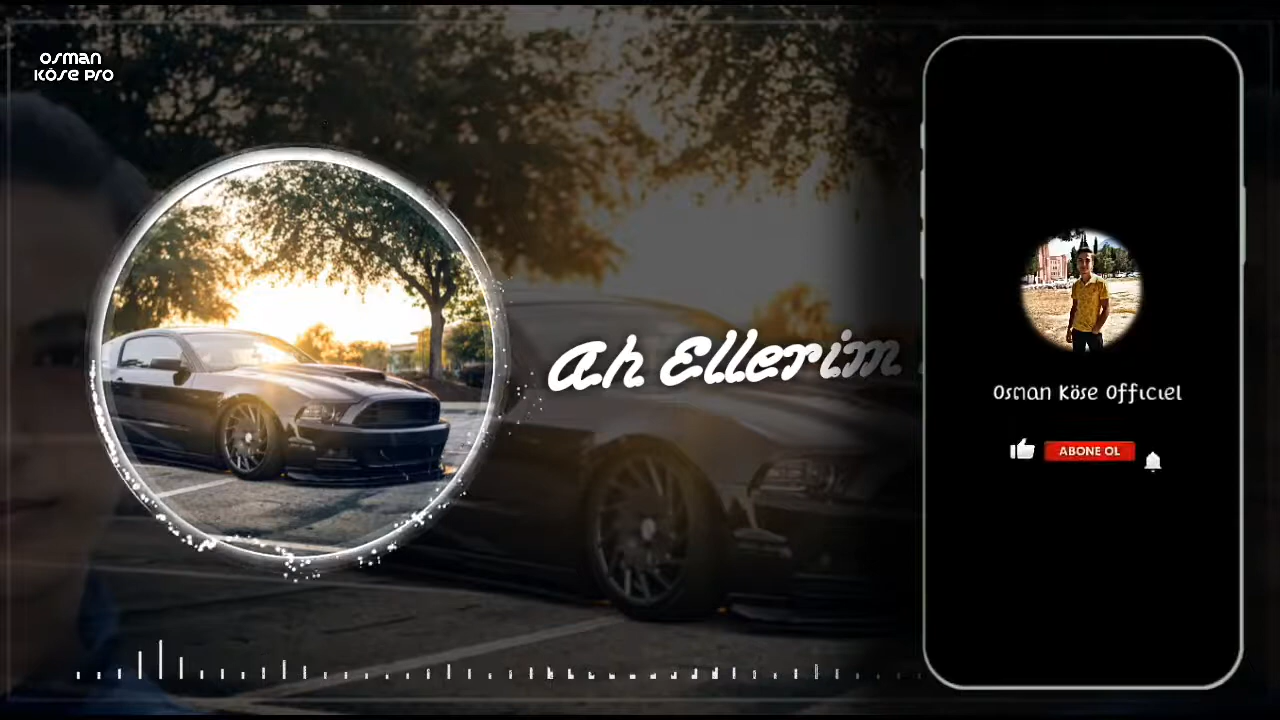 Osman
Köse Pro
Ah Ellerim
Osman Köse Officiel
ABONE OL